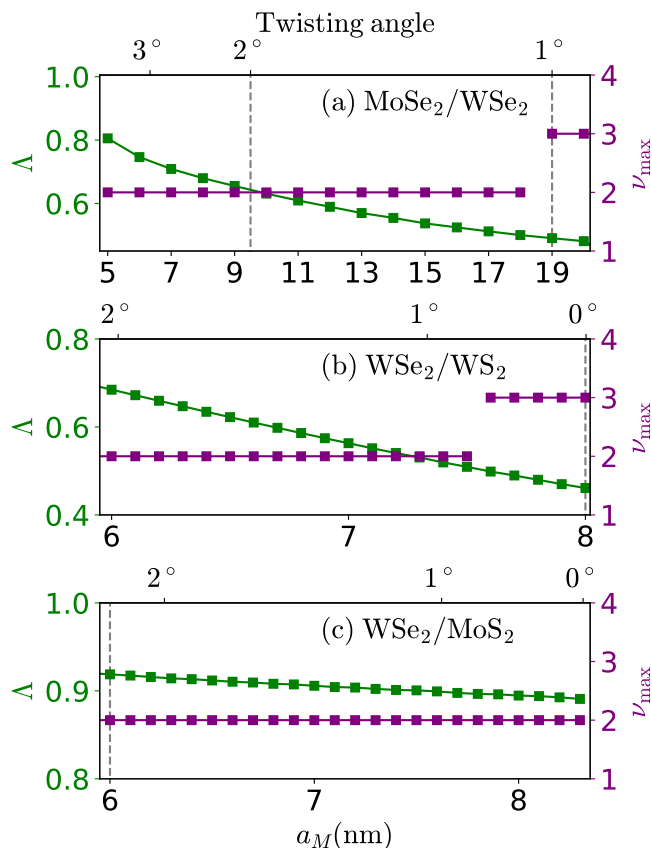 Twisting angle
3° 2° 1°
1.0 4
(a) MoSe₂/WSe₂
0.8 3
Λ ν_max
0.6 2
1
5 7 9 11 13 15 17 19
2° 1° 0°
0.8 4
(b) WSe₂/WS₂
3
0.6
Λ ν_max
2
0.4 1
6 7 8
2° 1° 0°
1.0 4
(c) WSe₂/MoS₂
3
0.9
Λ ν_max
2
0.8 1
6 7 8
a_M(nm)